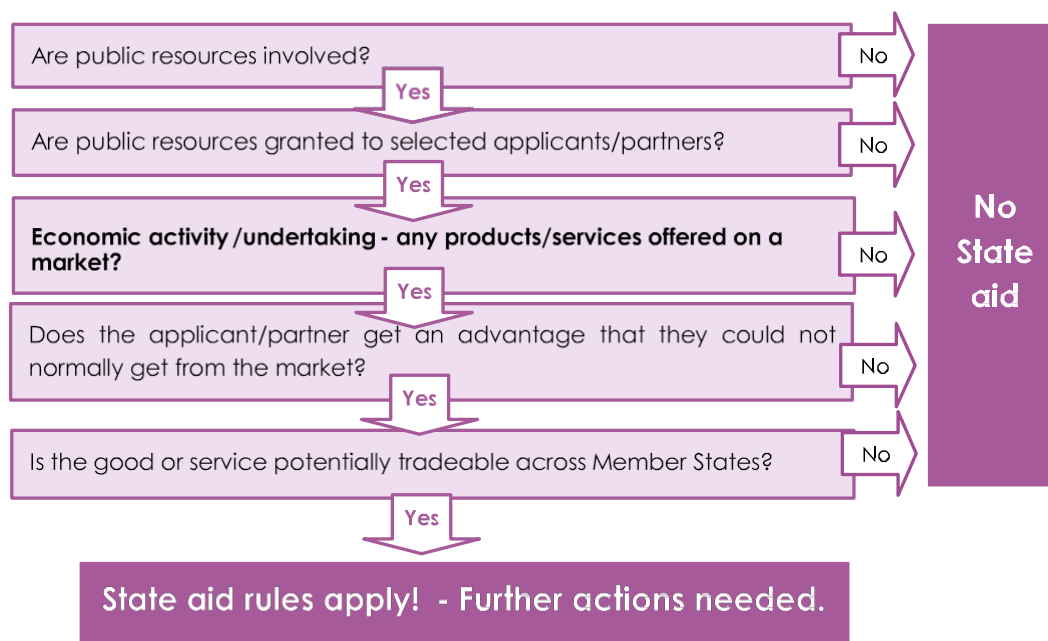 Are public resources involved?
No
Yes
Are public resources granted to selected applicants/partners?
No
Yes
Economic activity/undertaking - any products/services offered on a
market?
No
Yes
Does the applicant/partner get an advantage that they could not
normally get from the market?
No
Yes
Is the good or service potentially tradeable across Member States?
No
Yes
No
State
aid
State aid rules apply! - Further actions needed.